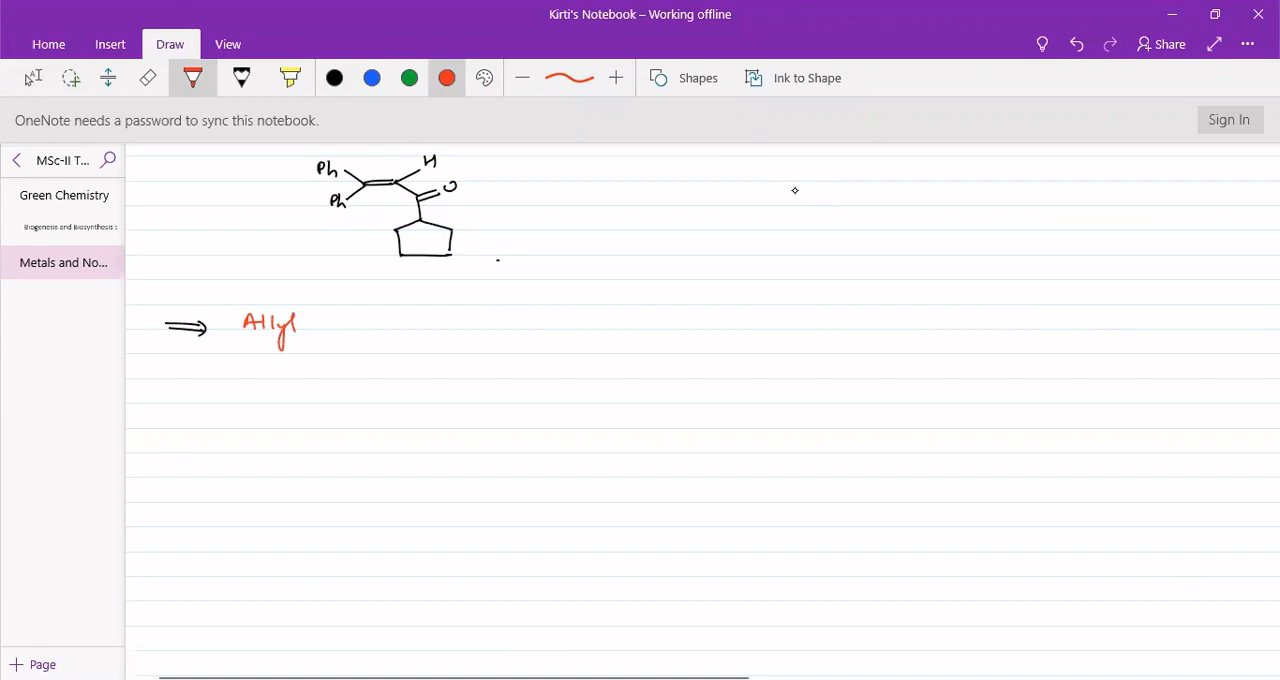 Kirti's Notebook – Working offline
Home Insert Draw View Share
Shapes Ink to Shape
OneNote needs a password to sync this notebook. Sign In
MSc-II T...
Green Chemistry
Biogenesis and Biosynthesis :
Metals and No...
Ph H
Ph O
⇒ Allyl
+ Page